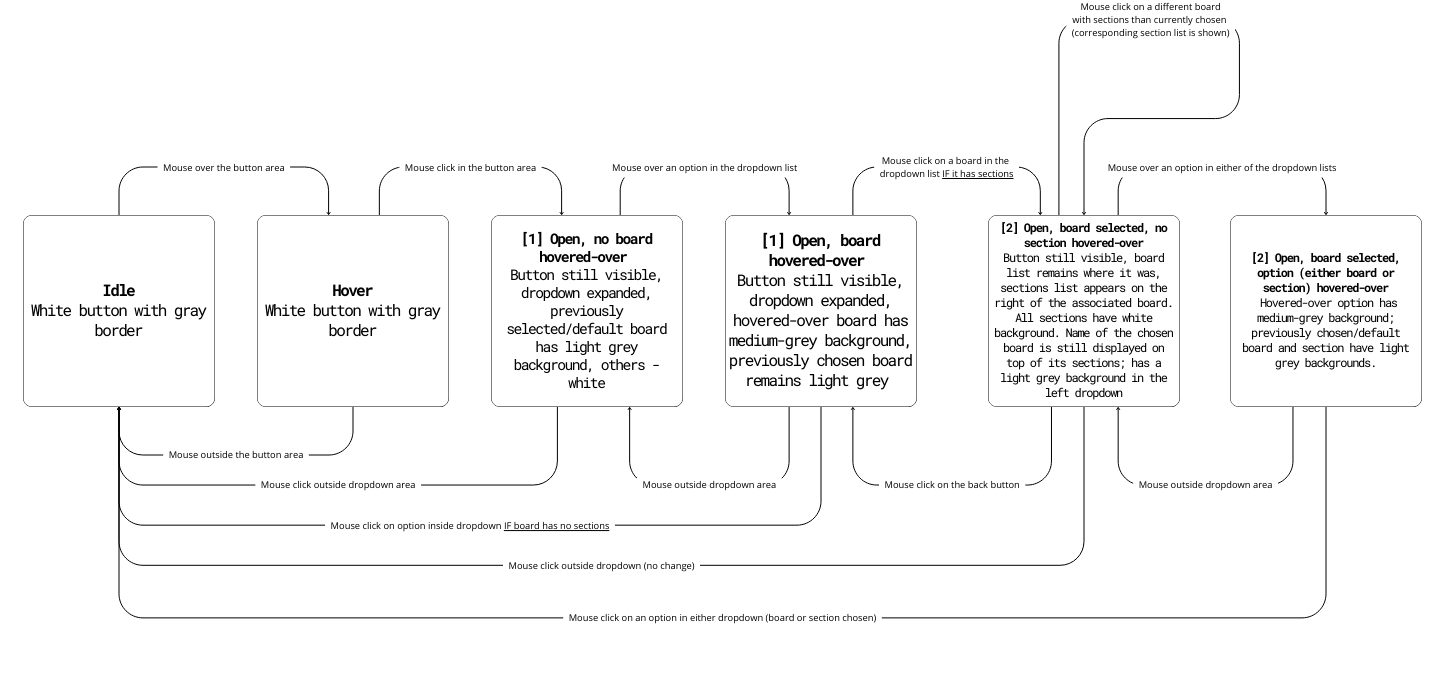 Mouse click on a different board
with sections than currently chosen
(corresponding section list is shown)
Mouse over the button area
Mouse click in the button area
Mouse over an option in the dropdown list
Mouse click on a board in the
dropdown list IF it has sections
Mouse over an option in either of the dropdown lists
Idle
White button with gray
border
Hover
White button with gray
border
[1] Open, no board
hovered-over
Button still visible,
dropdown expanded,
previously
selected/default board
has light grey
background, others -
white
[1] Open, board
hovered-over
Button still visible,
dropdown expanded,
hovered-over board has
medium-grey background,
previously chosen board
remains light grey
[2] Open, board selected, no
section hovered-over
Button still visible, board
list remains where it was,
sections list appears on the
right of the associated board.
All sections have white
background. Name of the chosen
board is still displayed on
top of its sections; has a
light grey background in the
left dropdown
[2] Open, board selected,
option (either board or
section) hovered-over
Hovered-over option has
medium-grey background;
previously chosen/default
board and section have light
grey backgrounds.
Mouse outside the button area
Mouse click outside dropdown area
Mouse outside dropdown area
Mouse click on the back button
Mouse outside dropdown area
Mouse click on option inside dropdown IF board has no sections
Mouse click outside dropdown (no change)
Mouse click on an option in either dropdown (board or section chosen)